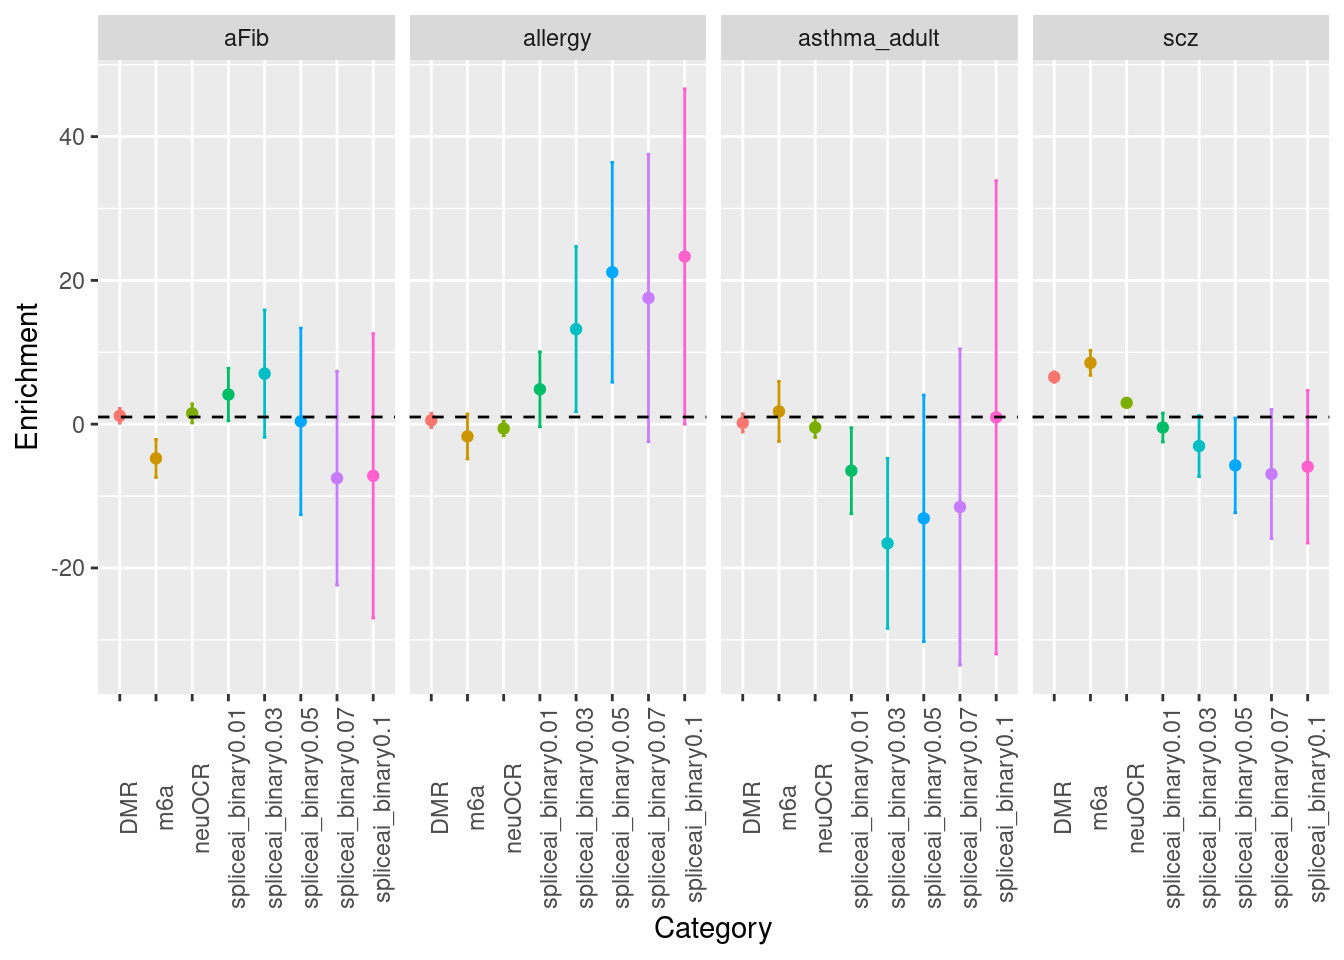 aFib
allergy
asthma_adult
scz
Enrichment
40
20
0
-20
DMR
m6a
neuOCR
spliceai_binary0.01
spliceai_binary0.03
spliceai_binary0.05
spliceai_binary0.07
spliceai_binary0.1
DMR
m6a
neuOCR
spliceai_binary0.01
spliceai_binary0.03
spliceai_binary0.05
spliceai_binary0.07
spliceai_binary0.1
DMR
m6a
neuOCR
spliceai_binary0.01
spliceai_binary0.03
spliceai_binary0.05
spliceai_binary0.07
spliceai_binary0.1
DMR
m6a
neuOCR
spliceai_binary0.01
spliceai_binary0.03
spliceai_binary0.05
spliceai_binary0.07
spliceai_binary0.1
Category